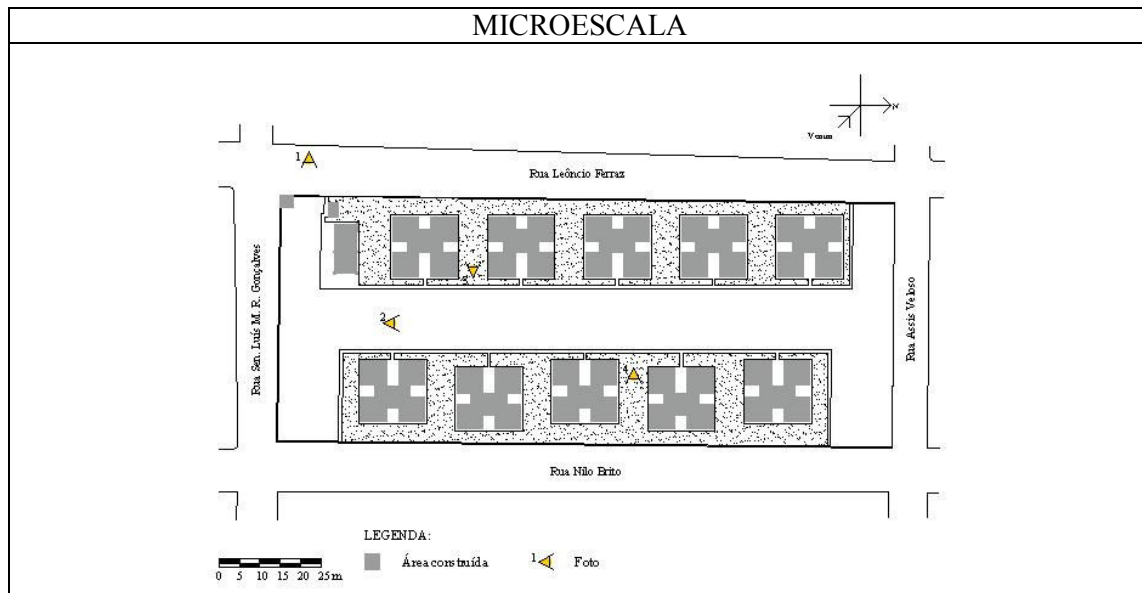 MICROESCALA
N
Vento
1
Rua Leôncio Ferraz
Rua Sen. Luís M. R. Gonçalves
Rua Assis Veloso
2
4
Rua Nilo Brito
LEGENDA:
Área construída
1
Foto
0 5 10 15 20 25m